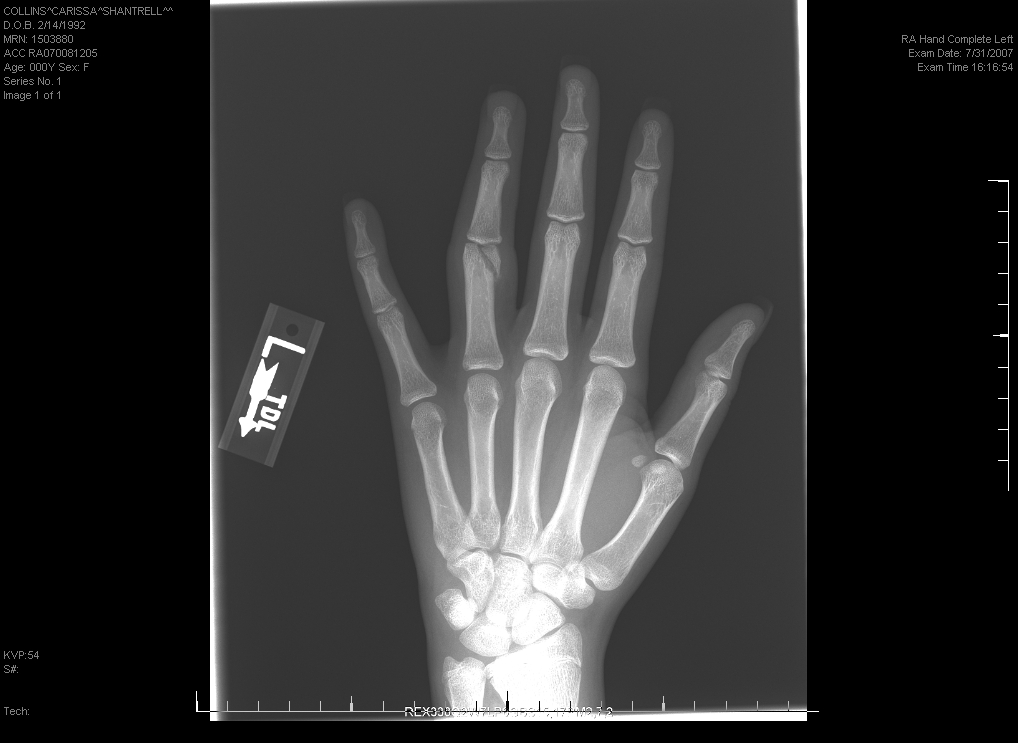 COLLINS^CARISSA^SHANTRELL^^
D.O.B. 2/14/1992
MRN: 1503880
ACC RA070081205
Age: 000Y Sex: F
Series No. 1
Image 1 of 1
RA Hand Complete Left
Exam Date: 7/31/2007
Exam Time 16:16:54
L
TDL
KVP:54
S#:
Tech: